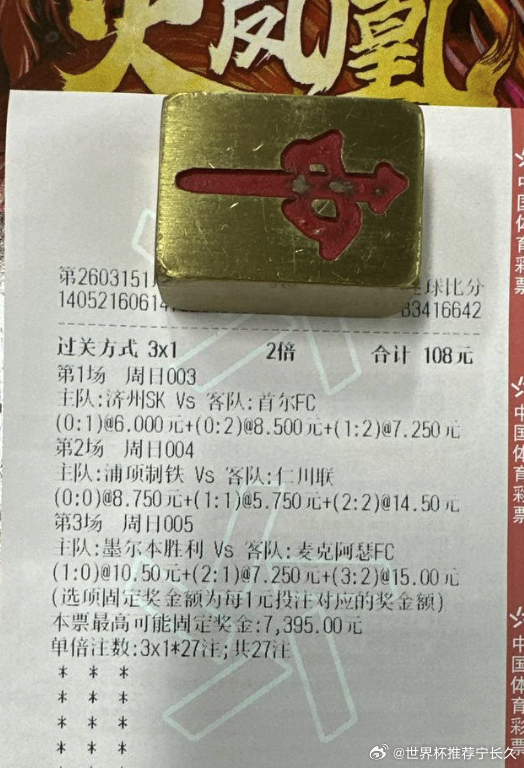 火凤凰
第2603151
球比分
140521606147
83416642
过关方式 3x1 2倍 合计 108元
第1场 周日003
主队:济州SK Vs 客队:首尔FC
(0:1)@6.000元+(0:2)@8.500元+(1:2)@7.250元
第2场 周日004
主队:浦项制铁 Vs 客队:仁川联
(0:0)@8.750元+(1:1)@5.750元+(2:2)@14.50元
第3场 周日005
主队:墨尔本胜利 Vs 客队:麦克阿瑟FC
(1:0)@10.50元+(2:1)@7.250元+(3:2)@15.00元
(选项固定奖金额为每1元投注对应的奖金额)
本票最高可能固定奖金:7,395.00元
单倍注数:3x1*27注;共27注
* * *
* * *
* * *
* * *
中国体育彩票
中国体育彩票
中国体育彩票
中
@世界杯推荐宁长久